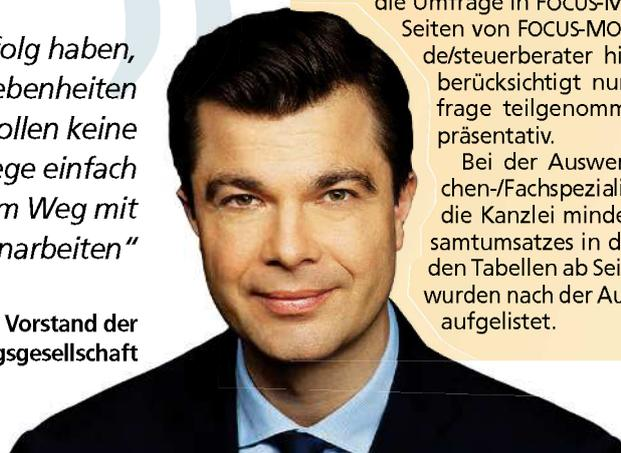 folg haben,
ebenheiten
ollen keine
ege einfach
m Weg mit
narbeiten“
Vorstand der
gsgesellschaft
die Umfrage in FOCUS-M
Seiten von FOCUS-MO
de/steuerberater hi
berücksichtigt nur
frage teilgenomm
präsentativ.
Bei der Auswer
chen-/Fachspeziali
die Kanzlei minde
samtumsatzes in d
den Tabellen ab Sei
wurden nach der Au
aufgelistet.